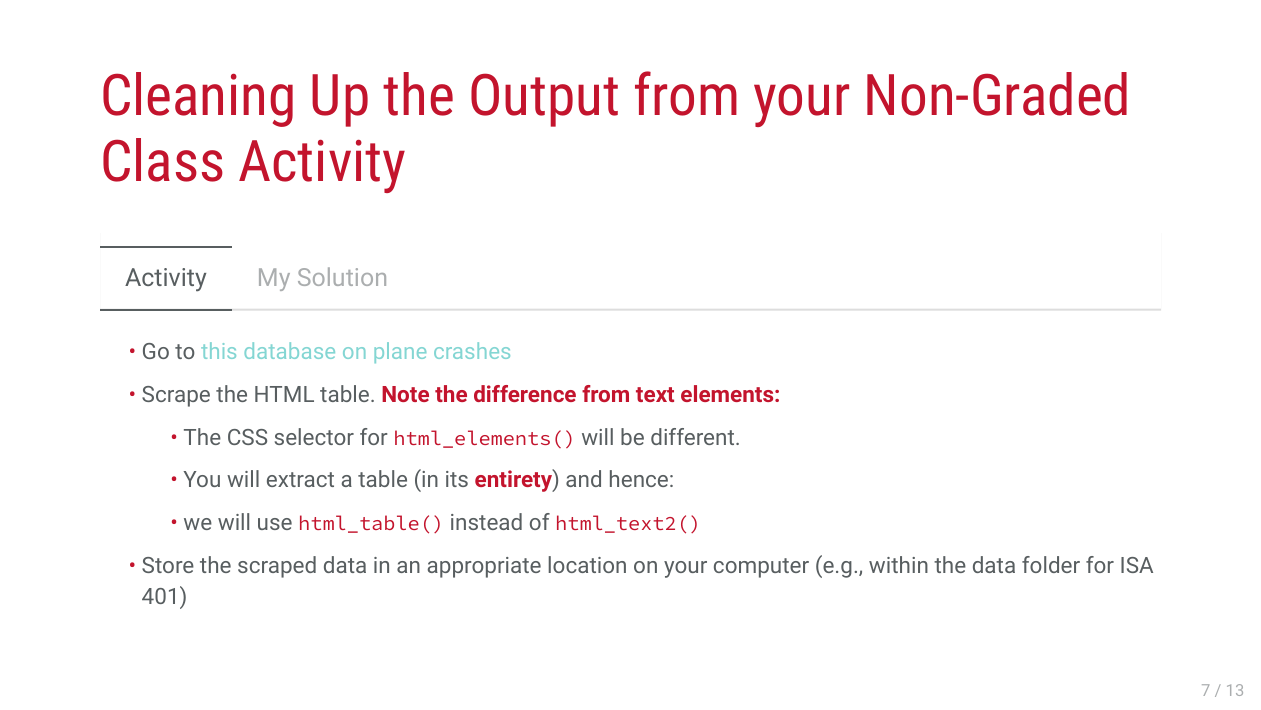 Cleaning Up the Output from your Non-Graded
Class Activity
Activity
My Solution
• Go to this database on plane crashes
• Scrape the HTML table. Note the difference from text elements:
• The CSS selector for html_elements() will be different.
• You will extract a table (in its entirety) and hence:
• we will use html_table() instead of html_text2()
• Store the scraped data in an appropriate location on your computer (e.g., within the data folder for ISA
401)
7 / 13